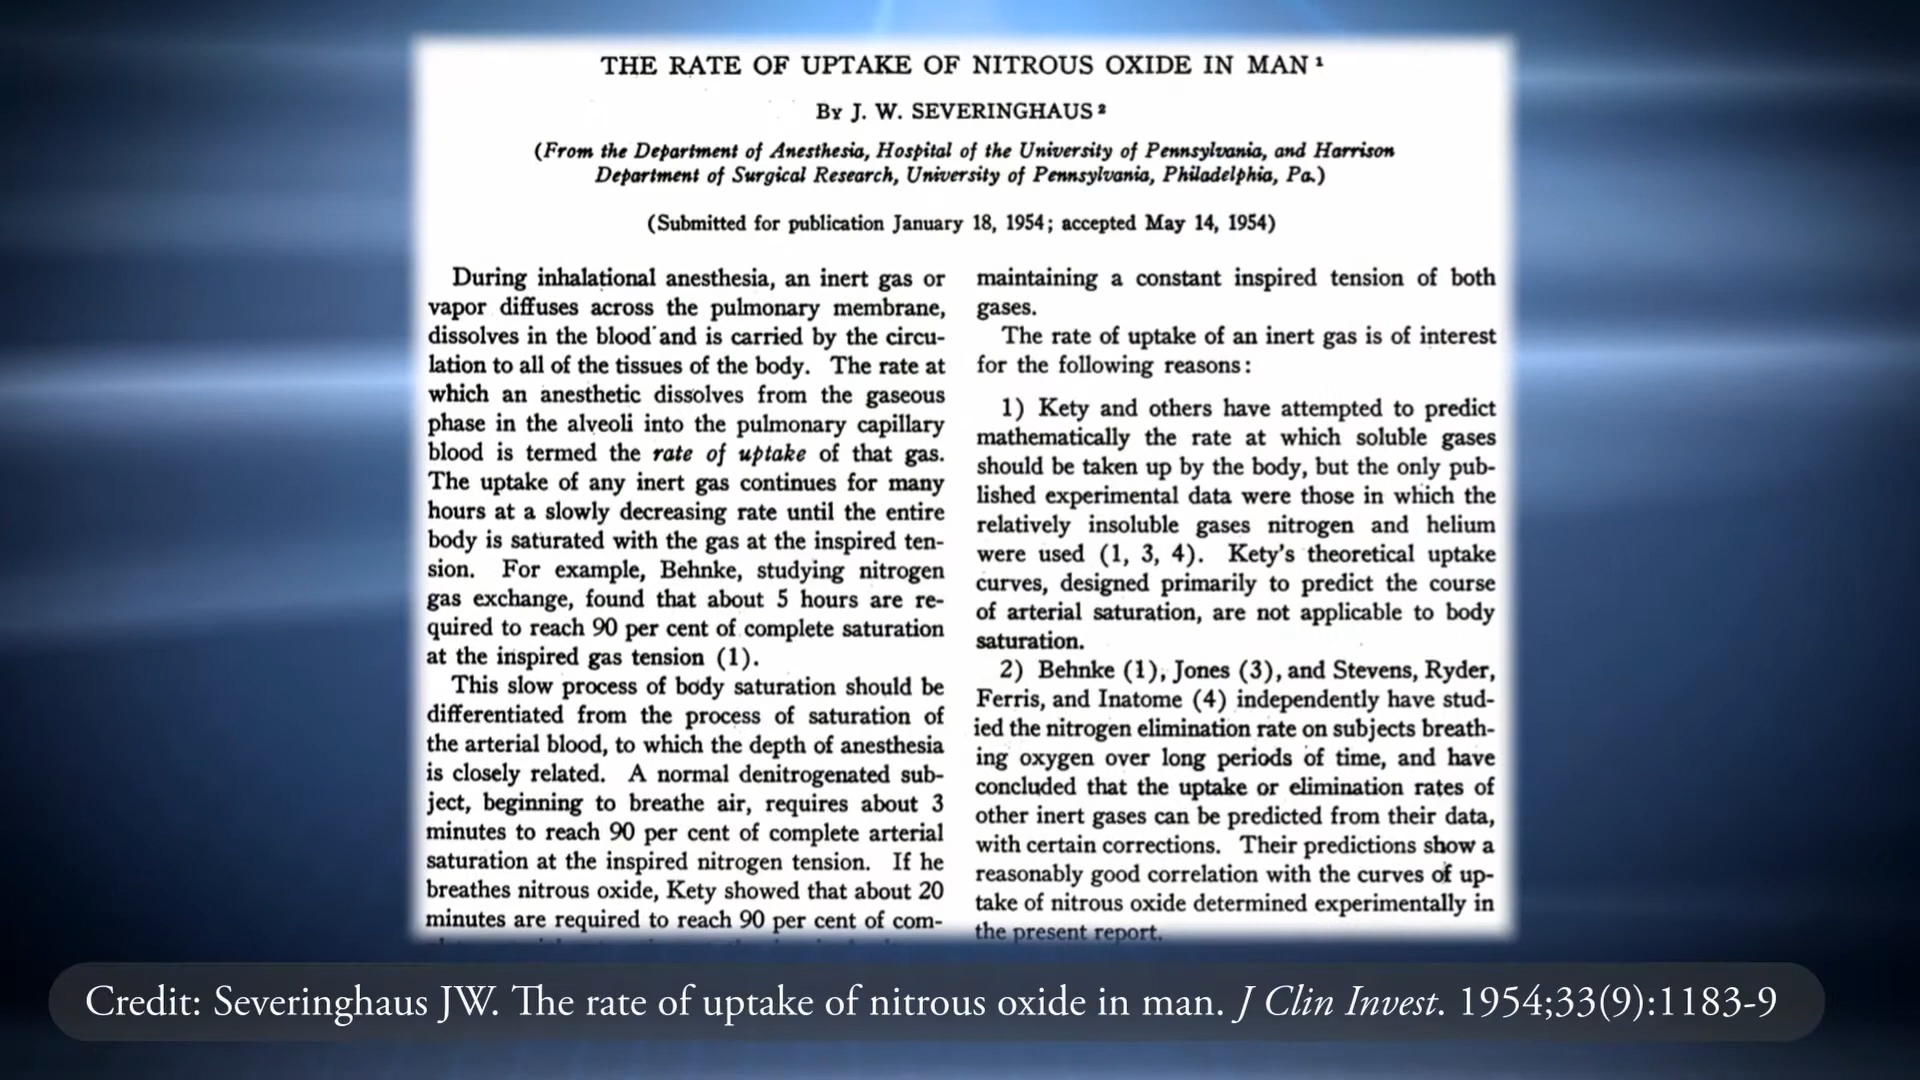 THE RATE OF UPTAKE OF NITROUS OXIDE IN MAN ¹
By J. W. SEVERINGHAUS ²
(From the Department of Anesthesia, Hospital of the University of Pennsylvania, and Harrison
Department of Surgical Research, University of Pennsylvania, Philadelphia, Pa.)
(Submitted for publication January 18, 1954; accepted May 14, 1954)
During inhalational anesthesia, an inert gas or
vapor diffuses across the pulmonary membrane,
dissolves in the blood and is carried by the circu-
lation to all of the tissues of the body. The rate at
which an anesthetic dissolves from the gaseous
phase in the alveoli into the pulmonary capillary
blood is termed the rate of uptake of that gas.
The uptake of any inert gas continues for many
hours at a slowly decreasing rate until the entire
body is saturated with the gas at the inspired ten-
sion. For example, Behnke, studying nitrogen
gas exchange, found that about 5 hours are re-
quired to reach 90 per cent of complete saturation
at the inspired gas tension (1).
This slow process of body saturation should be
differentiated from the process of saturation of
the arterial blood, to which the depth of anesthesia
is closely related. A normal denitrogenated sub-
ject, beginning to breathe air, requires about 3
minutes to reach 90 per cent of complete arterial
saturation at the inspired nitrogen tension. If he
breathes nitrous oxide, Kety showed that about 20
minutes are required to reach 90 per cent of com-
maintaining a constant inspired tension of both
gases.
The rate of uptake of an inert gas is of interest
for the following reasons:
1) Kety and others have attempted to predict
mathematically the rate at which soluble gases
should be taken up by the body, but the only pub-
lished experimental data were those in which the
relatively insoluble gases nitrogen and helium
were used (1, 3, 4). Kety's theoretical uptake
curves, designed primarily to predict the course
of arterial saturation, are not applicable to body
saturation.
2) Behnke (1), Jones (3), and Stevens, Ryder,
Ferris, and Inatome (4) independently have stud-
ied the nitrogen elimination rate on subjects breath-
ing oxygen over long periods of time, and have
concluded that the uptake or elimination rates of
other inert gases can be predicted from their data,
with certain corrections. Their predictions show a
reasonably good correlation with the curves of up-
take of nitrous oxide determined experimentally in
the present report.
Credit: Severinghaus JW. The rate of uptake of nitrous oxide in man. J Clin Invest. 1954;33(9):1183-9